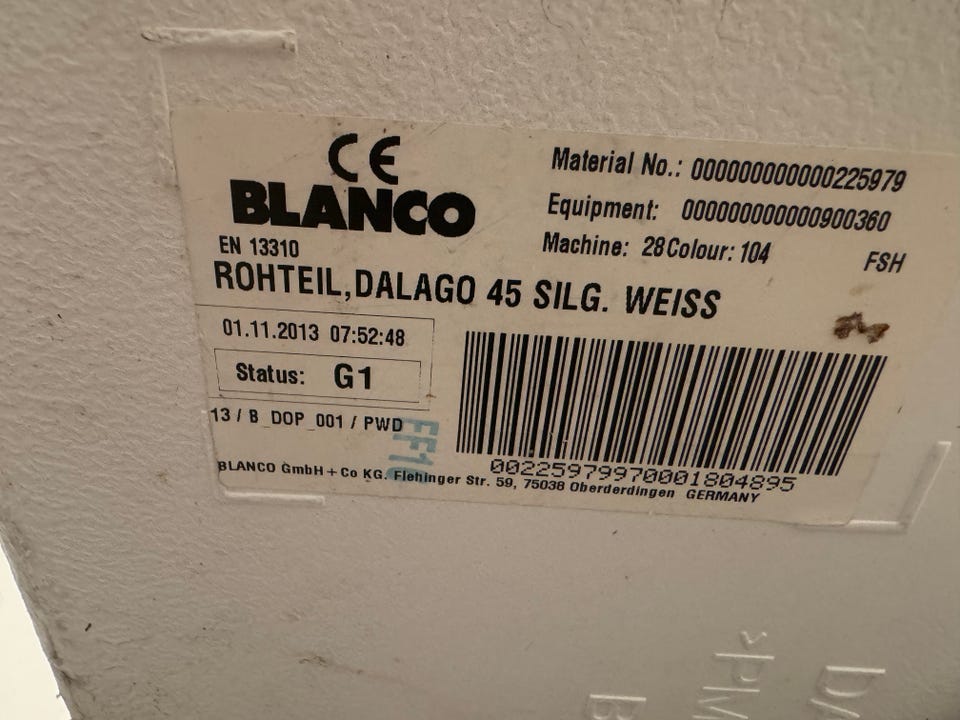 CE
BLANCO
EN 13310
Material No.: 000000000000225979
Equipment: 000000000000900360
Machine: 28 Colour: 104 FSH
ROHTEIL,DALAGO 45 SILG. WEISS
01.11.2013 07:52:48
Status: G1
13 / B_DOP_001 / PWD
00225979970001804895
BLANCO GmbH + Co KG. Flehinger Str. 59, 75038 Oberderdingen GERMANY